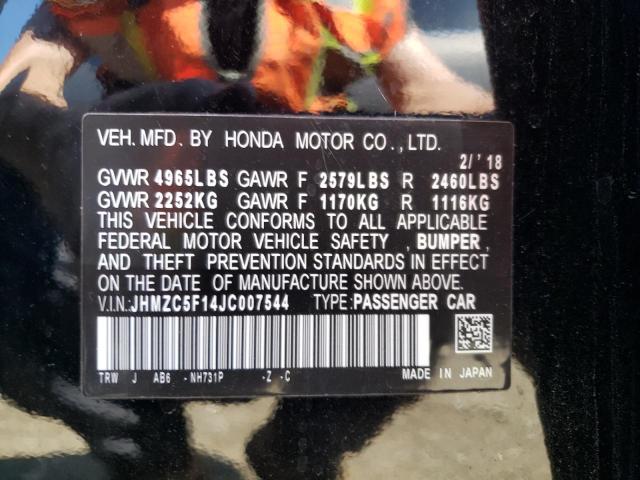 VEH. MFD. BY HONDA MOTOR CO., LTD.
2/'18
GVWR 4965LBS GAWR F 2579LBS R 2460LBS
GVWR 2252KG GAWR F 1170KG R 1116KG
THIS VEHICLE CONFORMS TO ALL APPLICABLE
FEDERAL MOTOR VEHICLE SAFETY, BUMPER,
AND THEFT PREVENTION STANDARDS IN EFFECT
ON THE DATE OF MANUFACTURE SHOWN ABOVE.
V.I.N.:JHMZC5F14JC007544 TYPE:PASSENGER CAR
TRW J AB6 -NH731P -Z -C
MADE IN JAPAN